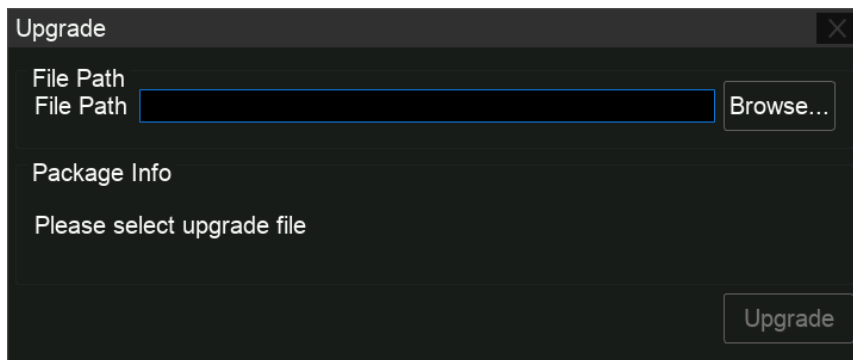 Upgrade
File Path
File Path Browse...
Package Info
Please select upgrade file
Upgrade